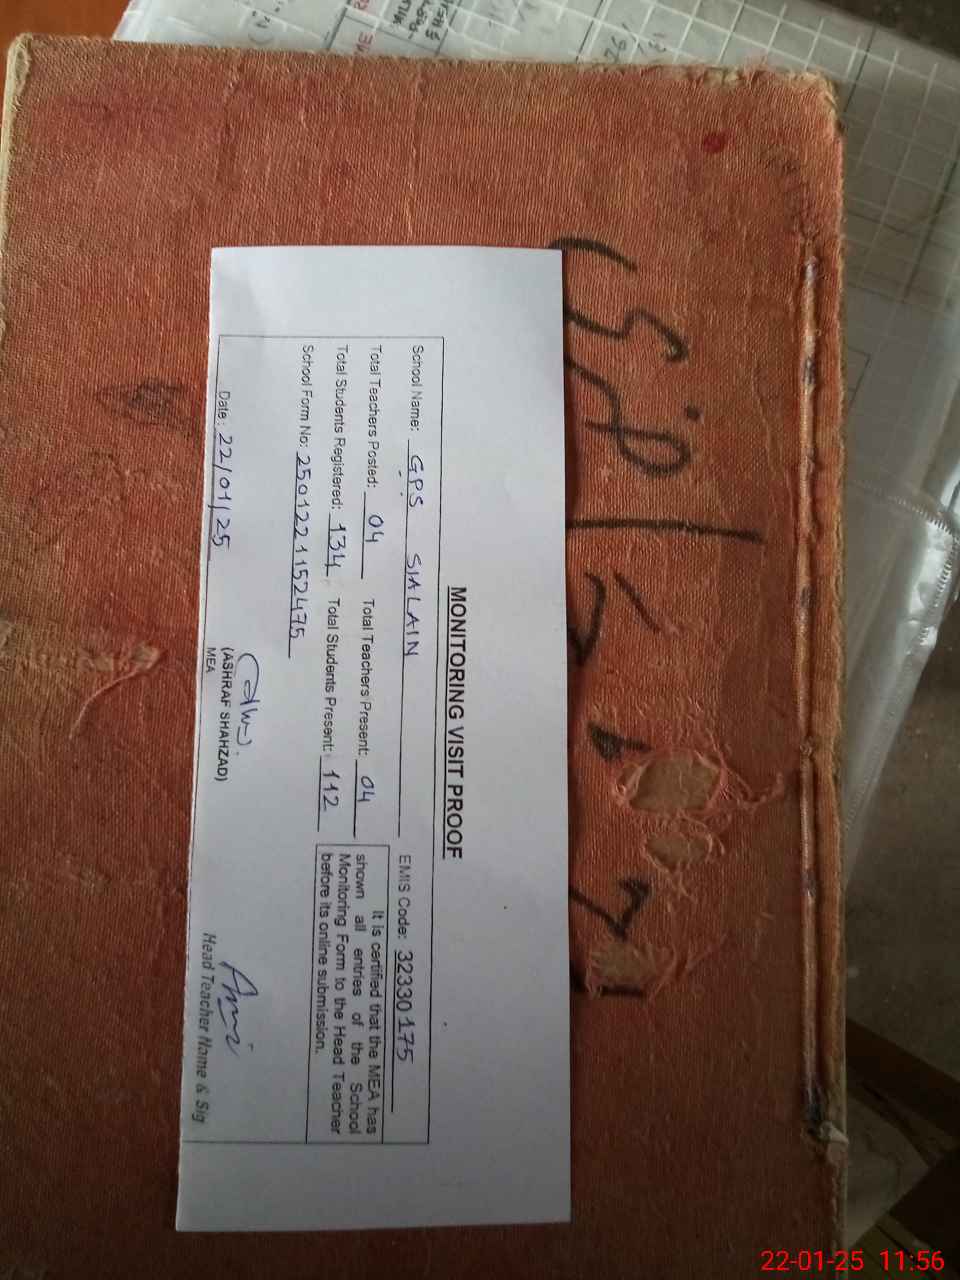 MONITORING VISIT PROOF
School Name: GPS SIALAIN EMIS Code: 32330175
Total Teachers Posted: 04 Total Teachers Present: 04
Total Students Registered: 134 Total Students Present: 112
School Form No: 2501221152475
It is certified that the MEA has
shown all entries of the School
Monitoring Form to the Head Teacher
before its online submission.
Date: 22/01/25
(ASHRAF SHAHZAD)
MEA
Head Teacher Name & Sig
22-01-25 11:56